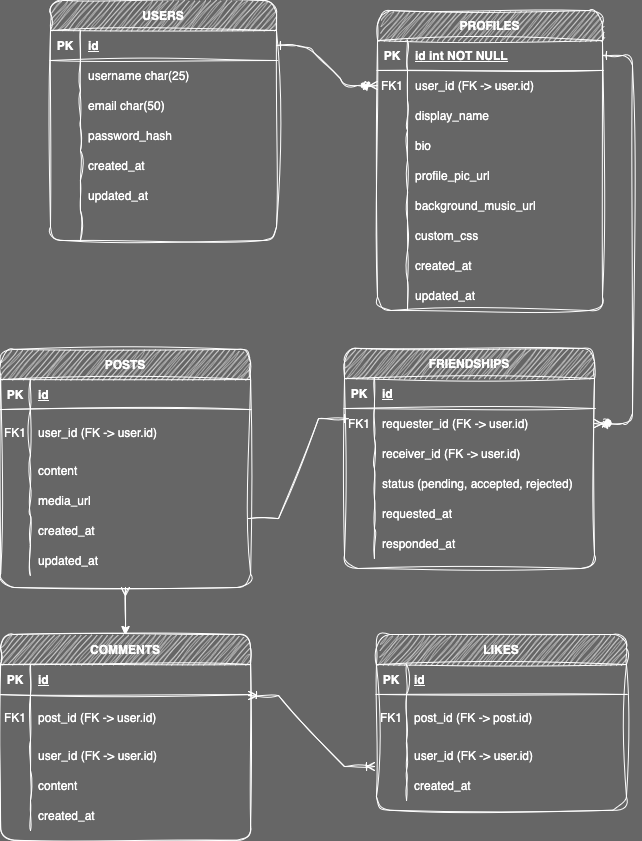 USERS
PK id
username char(25)
email char(50)
password_hash
created_at
updated_at
PROFILES
PK id int NOT NULL
FK1 user_id (FK -> user.id)
display_name
bio
profile_pic_url
background_music_url
custom_css
created_at
updated_at
POSTS
PK id
FK1 user_id (FK -> user.id)
content
media_url
created_at
updated_at
FRIENDSHIPS
PK id
FK1 requester_id (FK -> user.id)
receiver_id (FK -> user.id)
status (pending, accepted, rejected)
requested_at
responded_at
COMMENTS
PK id
FK1 post_id (FK -> user.id)
user_id (FK -> user.id)
content
created_at
LIKES
PK id
FK1 post_id (FK -> post.id)
user_id (FK -> user.id)
created_at